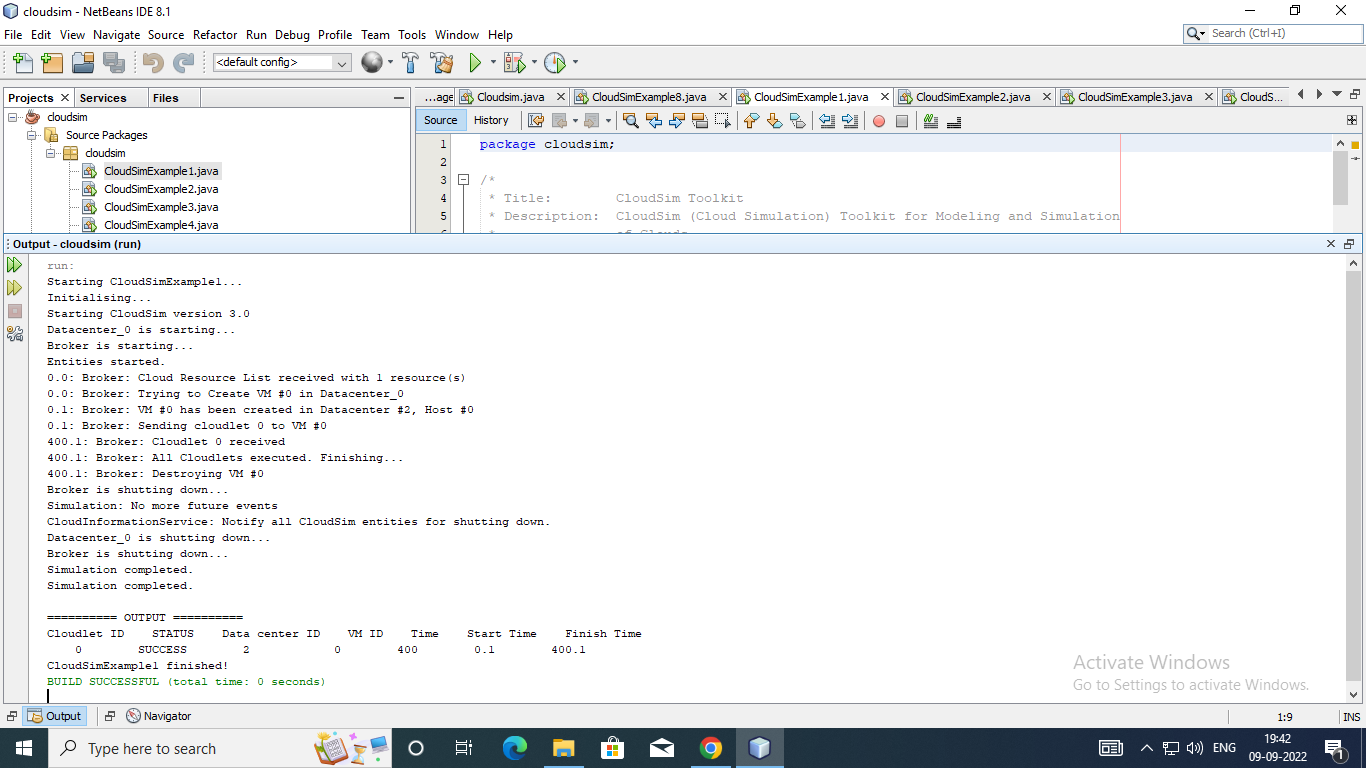 cloudsim - NetBeans IDE 8.1
File Edit View Navigate Source Refactor Run Debug Profile Team Tools Window Help
Search (Ctrl+I)
<default config>
Projects Services Files
...age Cloudsim.java CloudSimExample8.java CloudSimExample1.java CloudSimExample2.java CloudSimExample3.java CloudS...
Source History
cloudsim
Source Packages
cloudsim
CloudSimExample1.java
CloudSimExample2.java
CloudSimExample3.java
CloudSimExample4.java
1 package cloudsim;
2
3 /*
4 * Title: CloudSim Toolkit
5 * Description: CloudSim (Cloud Simulation) Toolkit for Modeling and Simulation
6 * of Clouds
Output - cloudsim (run)
run:
Starting CloudSimExample1...
Initialising...
Starting CloudSim version 3.0
Datacenter_0 is starting...
Broker is starting...
Entities started.
0.0: Broker: Cloud Resource List received with 1 resource(s)
0.0: Broker: Trying to Create VM #0 in Datacenter_0
0.1: Broker: VM #0 has been created in Datacenter #2, Host #0
0.1: Broker: Sending cloudlet 0 to VM #0
400.1: Broker: Cloudlet 0 received
400.1: Broker: All Cloudlets executed. Finishing...
400.1: Broker: Destroying VM #0
Broker is shutting down...
Simulation: No more future events
CloudInformationService: Notify all CloudSim entities for shutting down.
Datacenter_0 is shutting down...
Broker is shutting down...
Simulation completed.
Simulation completed.
========== OUTPUT ==========
Cloudlet ID STATUS Data center ID VM ID Time Start Time Finish Time
0 SUCCESS 2 0 400 0.1 400.1
CloudSimExample1 finished!
BUILD SUCCESSFUL (total time: 0 seconds)
Activate Windows
Go to Settings to activate Windows.
Output Navigator
1:9 INS
Type here to search
ENG
19:42
09-09-2022
1